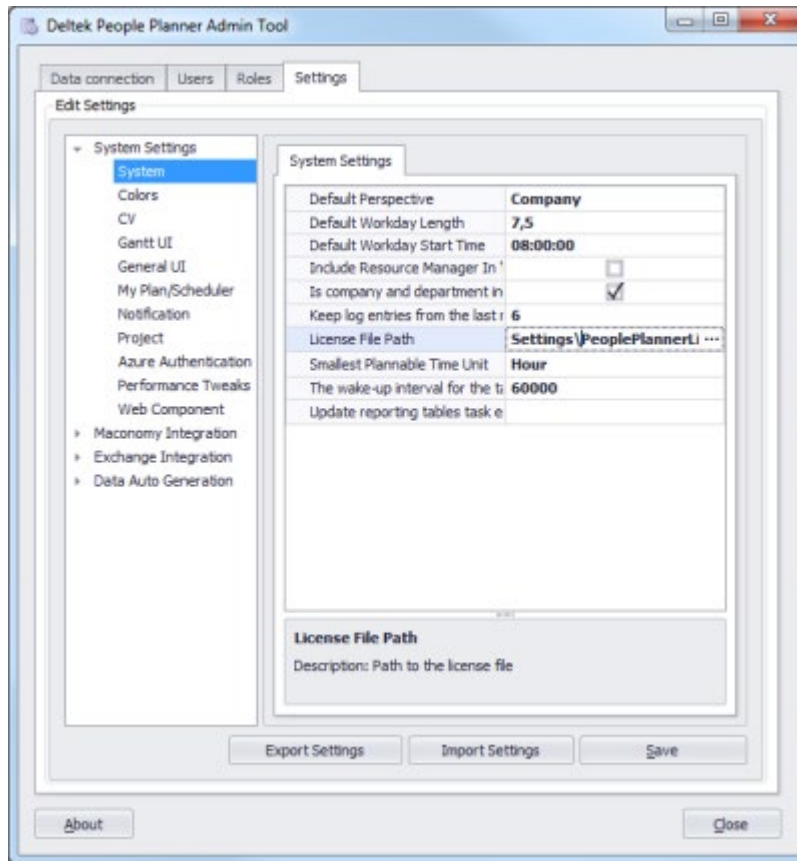 Deltek People Planner Admin Tool
Data connection Users Roles Settings
Edit Settings
System Settings
System
Colors
CV
Gantt UI
General UI
My Plan/Scheduler
Notification
Project
Azure Authentication
Performance Tweaks
Web Component
Maconomy Integration
Exchange Integration
Data Auto Generation
System Settings
Default Perspective Company
Default Workday Length 7,5
Default Workday Start Time 08:00:00
Include Resource Manager In '
Is company and department in
Keep log entries from the last r 6
License File Path Settings\PeoplePlannerLi ...
Smallest Plannable Time Unit Hour
The wake-up interval for the ta 60000
Update reporting tables task e
License File Path
Description: Path to the license file
Export Settings Import Settings Save
About Close